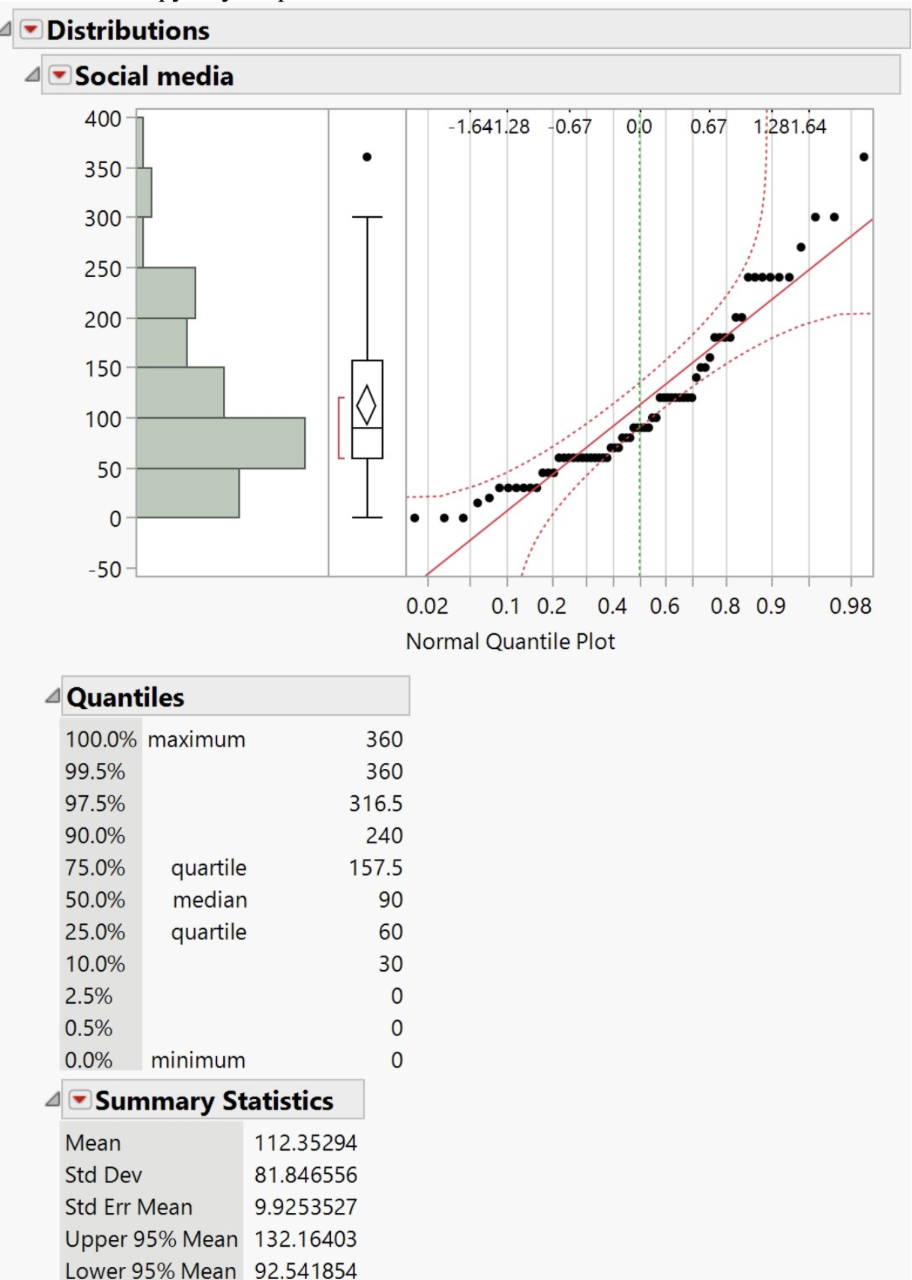 Distributions
Social media
400
350
300
250
200
150
100
50
0
-50
-1.641.28 -0.67 0.0 0.67 1.281.64
0.02 0.1 0.2 0.4 0.6 0.8 0.9 0.98
Normal Quantile Plot
Quantiles
100.0% maximum 360
99.5% 360
97.5% 316.5
90.0% 240
75.0% quartile 157.5
50.0% median 90
25.0% quartile 60
10.0% 30
2.5% 0
0.5% 0
0.0% minimum 0
Summary Statistics
Mean 112.35294
Std Dev 81.846556
Std Err Mean 9.9253527
Upper 95% Mean 132.16403
Lower 95% Mean 92.541854